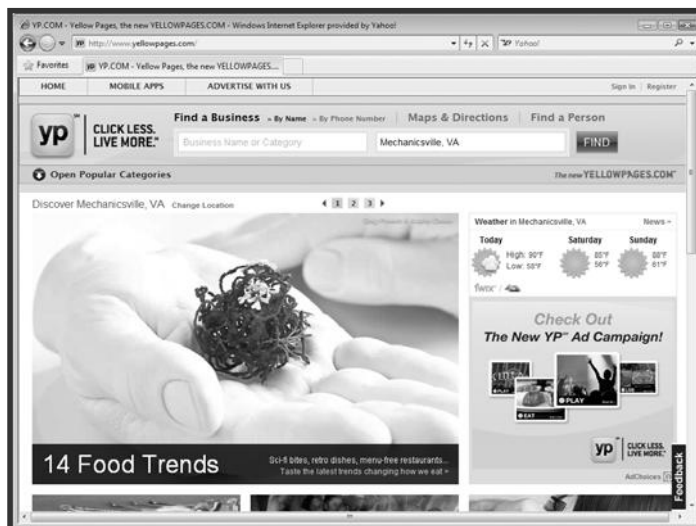 YP.COM - Yellow Pages, the new YELLOWPAGES.COM - Windows Internet Explorer provided by Yahoo!
http://www.yellowpages.com/
Yahoo!
Favorites
YP.COM - Yellow Pages, the new YELLOWPAGES....
HOME MOBILE APPS ADVERTISE WITH US Sign In | Register
Find a Business » By Name » By Phone Number | Maps & Directions | Find a Person
yp℠ CLICK LESS.
LIVE MORE.℠
Business Name or Category Mechanicsville, VA FIND
Open Popular Categories The new YELLOWPAGES.COM
Discover Mechanicsville, VA Change Location 1 2 3
Weather in Mechanicsville, VA News »
Today Saturday Sunday
High: 90°F
Low: 58°F
fwix
Check Out
The New YP℠ Ad Campaign!
PLAY
EAT
yp CLICK LESS.
LIVE MORE.
AdChoices
Feedback
14 Food Trends
Sci-fi bites, retro dishes, menu-free restaurants...
Taste the latest trends changing how we eat »